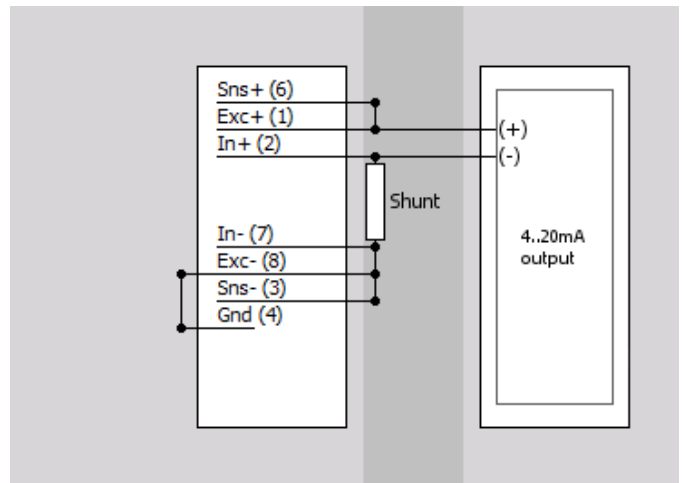 Sns+ (6)
Exc+ (1)
In+ (2)
(+)
(-)
Shunt
In- (7)
Exc- (8)
Sns- (3)
Gnd (4)
4..20mA
output